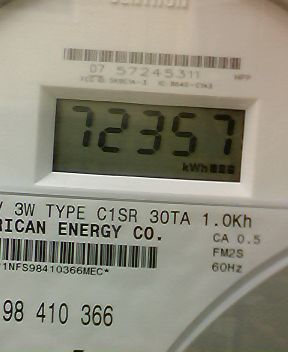 D7 57245311
72357
kWh
V 3W TYPE C1SR 30TA 1.0Kh
RICAN ENERGY CO.
CA 0.5
FM2S
60Hz
1NFS98410366MEC*
98 410 366